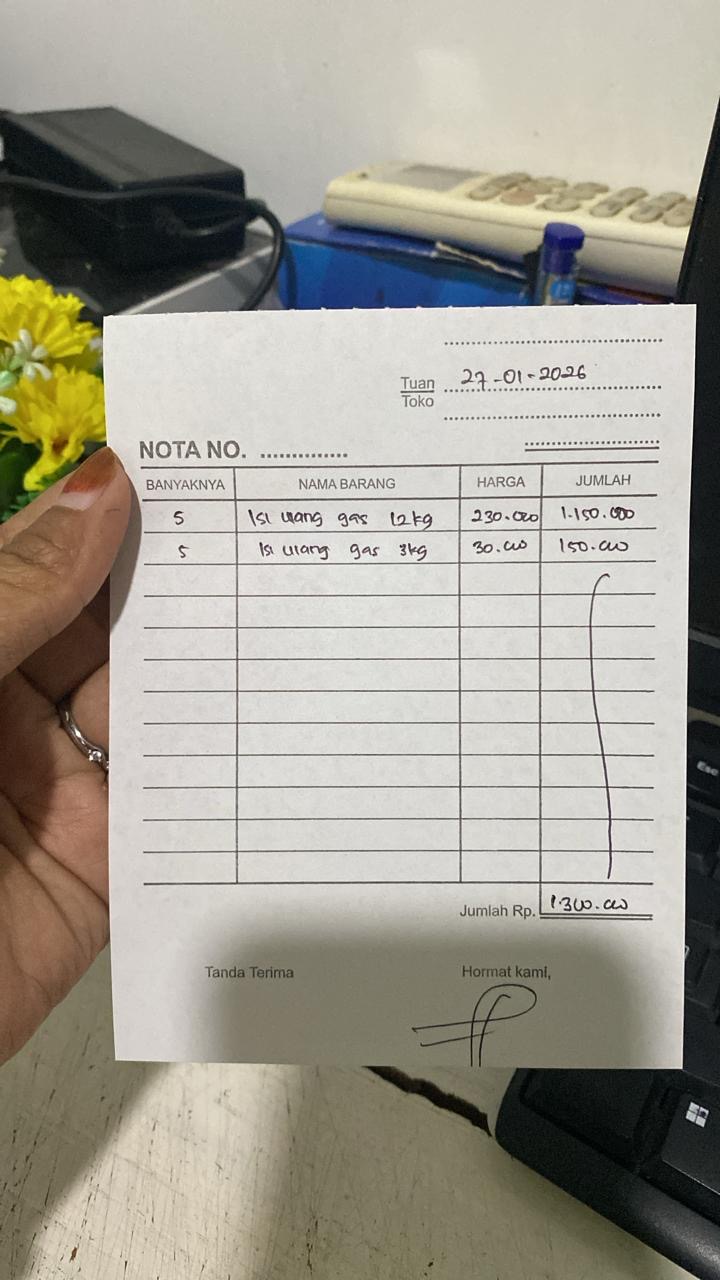 27-01-2026
Tuan
Toko
NOTA NO. ..............
BANYAKNYA NAMA BARANG HARGA JUMLAH
5 Isi ulang gas 12kg 230.000 1.150.000
5 Isi ulang gas 3kg 30.000 150.000
Jumlah Rp. 1.300.000
Tanda Terima Hormat kami,
Esc